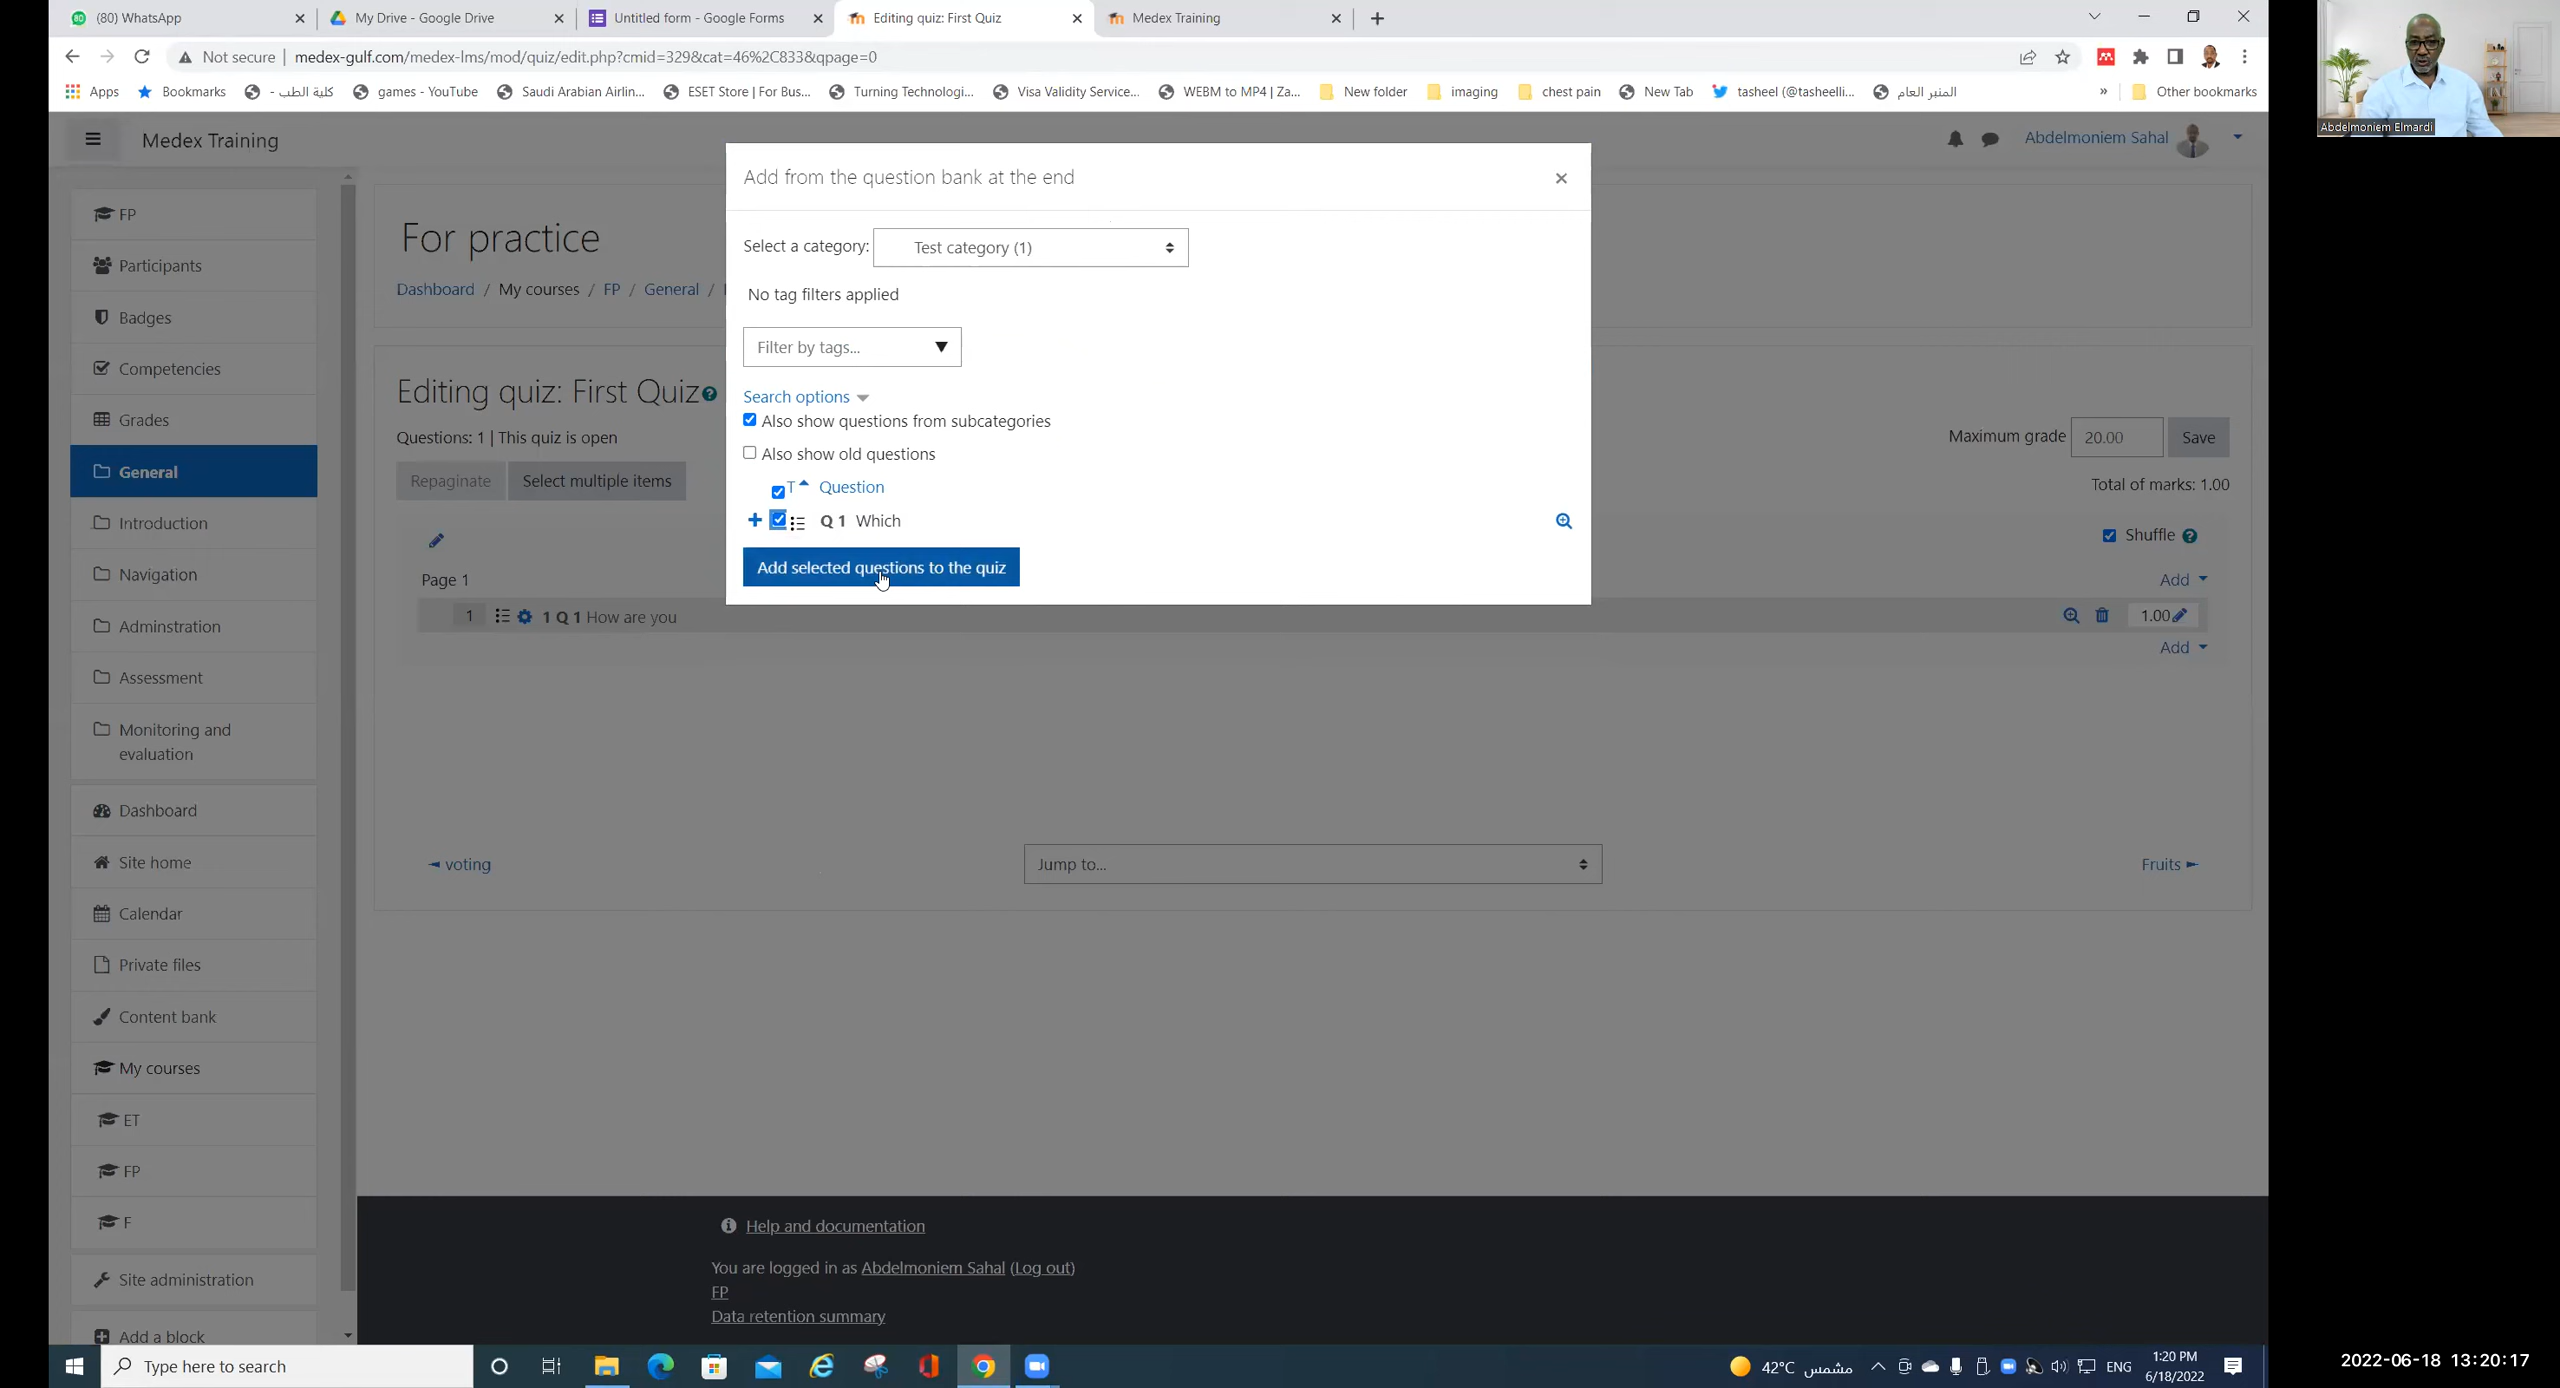 (80) WhatsApp
My Drive - Google Drive
Untitled form - Google Forms
Editing quiz: First Quiz
Medex Training
Not secure
medex-gulf.com/medex-lms/mod/quiz/edit.php?cmid=329&cat=46%2C833&qpage=0
Apps
Bookmarks
كلية الطب -
games - YouTube
Saudi Arabian Airlin...
ESET Store | For Bus...
Turning Technologi...
Visa Validity Service...
WEBM to MP4 | Za...
New folder
imaging
chest pain
New Tab
tasheel (@tasheelli...
المنبر العام
»
Other bookmarks
Abdelmoniem Elmardi
Medex Training
Abdelmoniem Sahal
Add from the question bank at the end
Select a category:
Test category (1)
No tag filters applied
Filter by tags...
Search options
Also show questions from subcategories
Also show old questions
T
Question
Q 1 Which
Add selected questions to the quiz
FP
Participants
Badges
Competencies
Grades
General
Introduction
Navigation
Adminstration
Assessment
Monitoring and
evaluation
Dashboard
Site home
Calendar
Private files
Content bank
My courses
ET
FP
F
Site administration
Add a block
For practice
Dashboard / My courses / FP / General /
Editing quiz: First Quiz
Questions: 1 | This quiz is open
Maximum grade
20.00
Save
Repaginate
Select multiple items
Total of marks: 1.00
Shuffle
Page 1
Add
1
1 Q 1 How are you
1.00
Add
◄ voting
Jump to...
Fruits ►
Help and documentation
You are logged in as Abdelmoniem Sahal (Log out)
FP
Data retention summary
Type here to search
42°C مشمس
ENG
1:20 PM
6/18/2022
2022-06-18 13:20:17